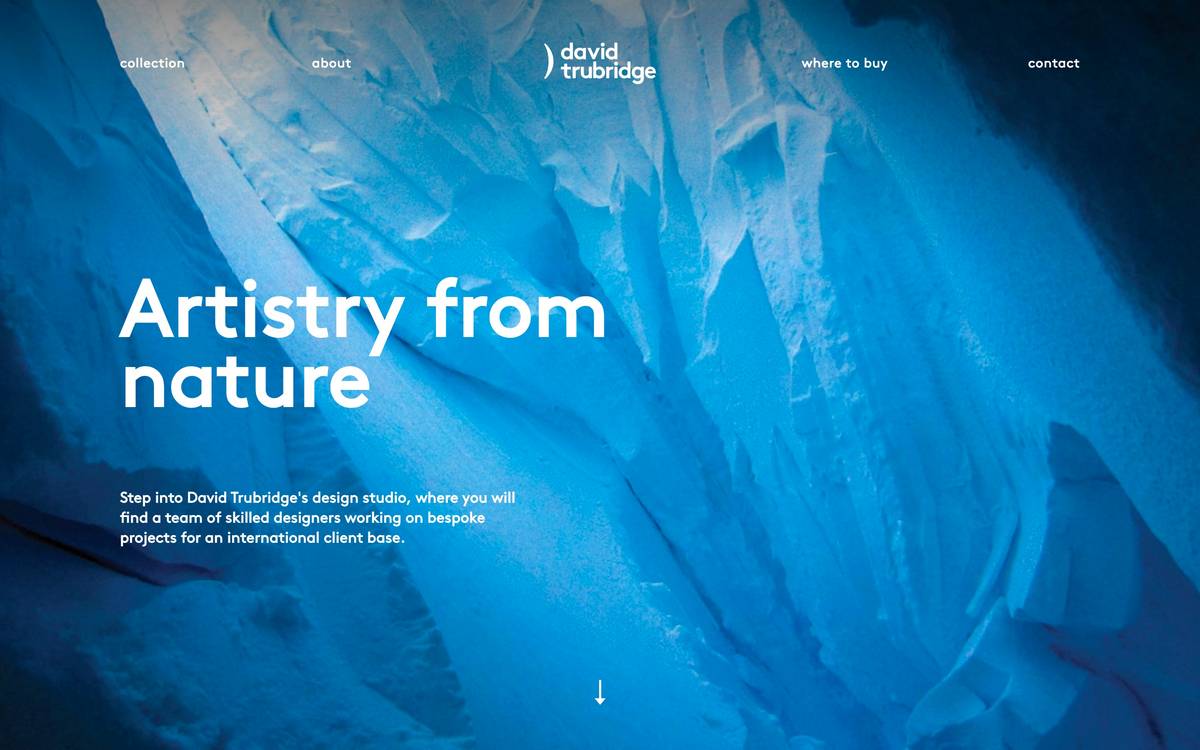 collection
about
david
trubridge
where to buy
contact
Artistry from
nature
Step into David Trubridge's design studio, where you will
find a team of skilled designers working on bespoke
projects for an international client base.